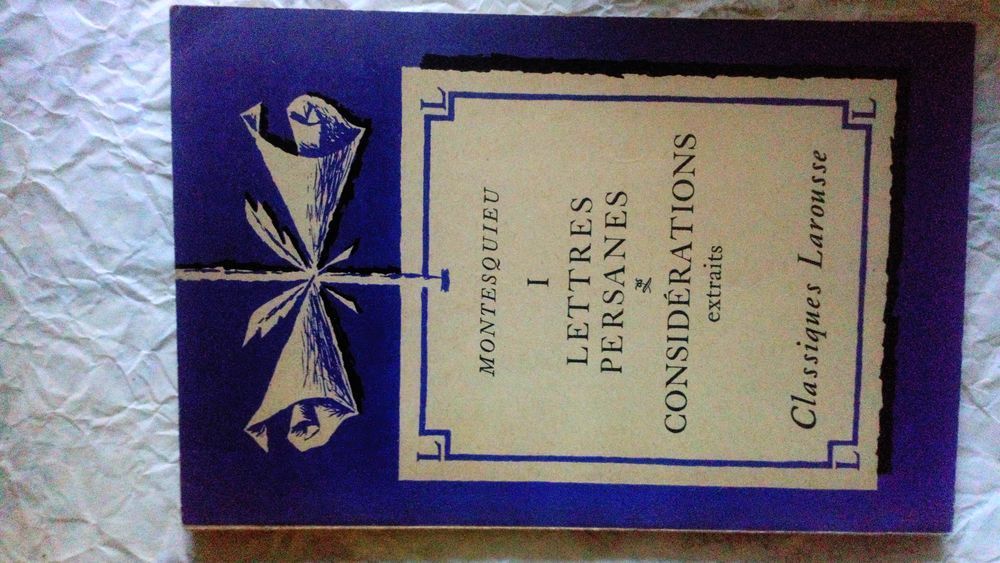 L
L
MONTESQUIEU
I
LETTRES
PERSANES
&
CONSIDÉRATIONS
extraits
Classiques Larousse
L
L